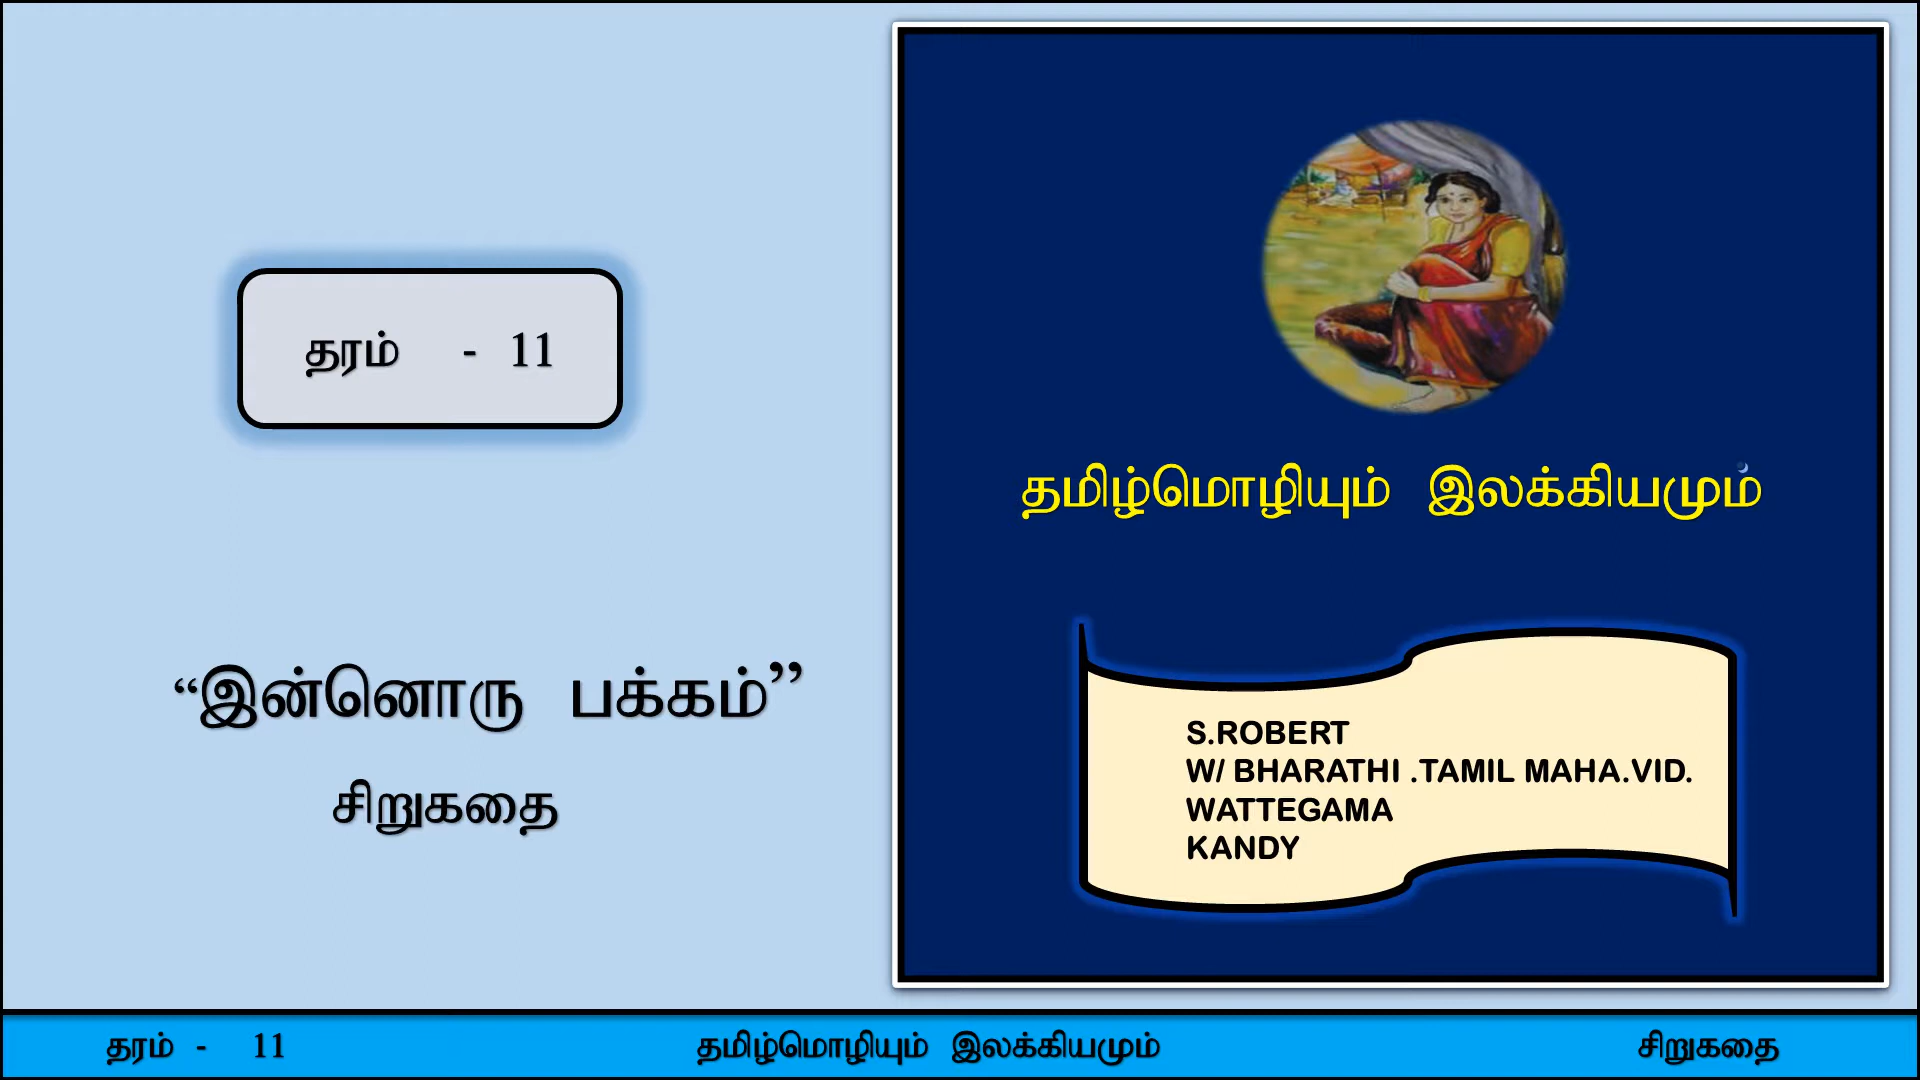 தரம் - 11
“இன்னொரு பக்கம்”
சிறுகதை
தமிழ்மொழியும் இலக்கியமும்
S.ROBERT
W/ BHARATHI .TAMIL MAHA.VID.
WATTEGAMA
KANDY
தரம் - 11 தமிழ்மொழியும் இலக்கியமும் சிறுகதை